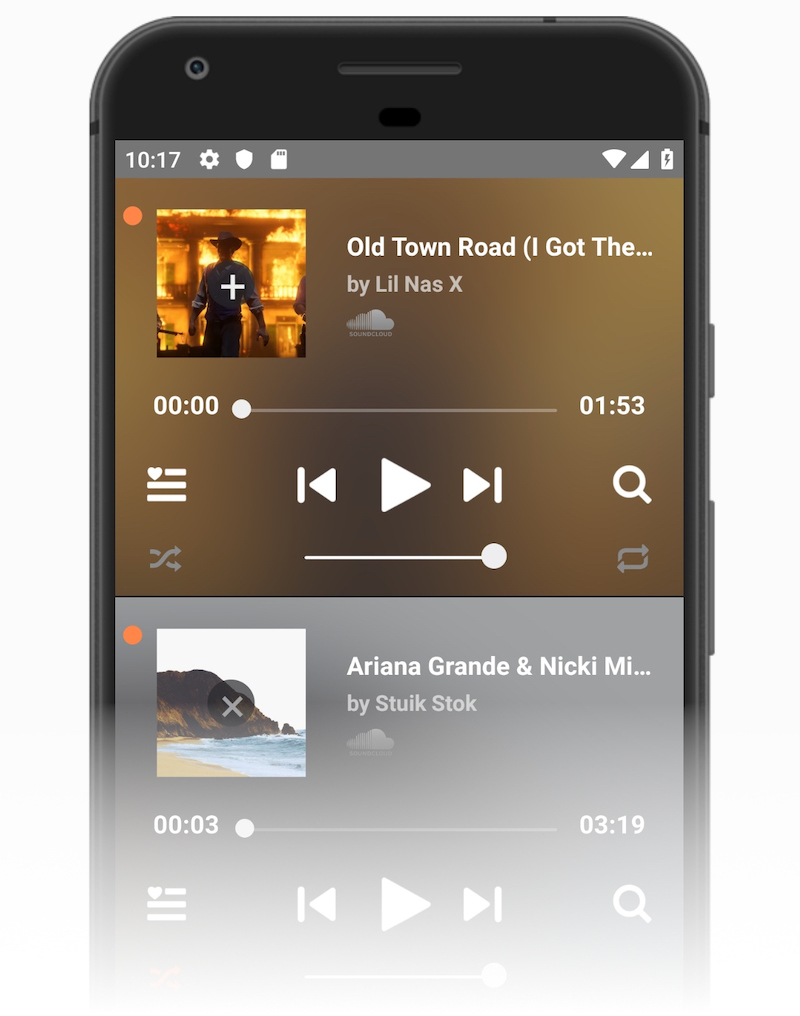 10:17
Old Town Road (I Got The...
by Lil Nas X
SOUNDCLOUD
00:00
01:53
Ariana Grande & Nicki Mi...
by Stuik Stok
SOUNDCLOUD
00:03
03:19